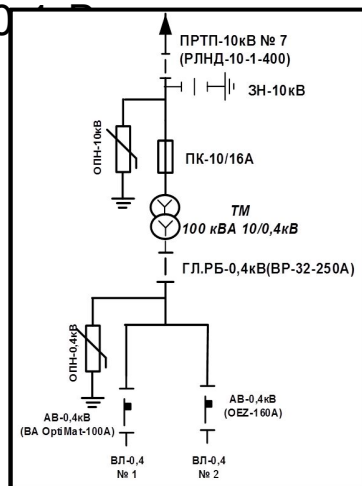 ПРТП-10кВ № 7
(РЛНД-10-1-400)
ЗН-10кВ
ОПН-10кВ
ПК-10/16А
ТМ
100 кВА 10/0,4кВ
ГЛ.РБ-0,4кВ(ВР-32-250А)
ОПН-0,4кВ
АВ-0,4кВ
(ВА OptiMat-100А)
АВ-0,4кВ
(OEZ-160А)
ВЛ-0,4
№ 1
ВЛ-0,4
№ 2